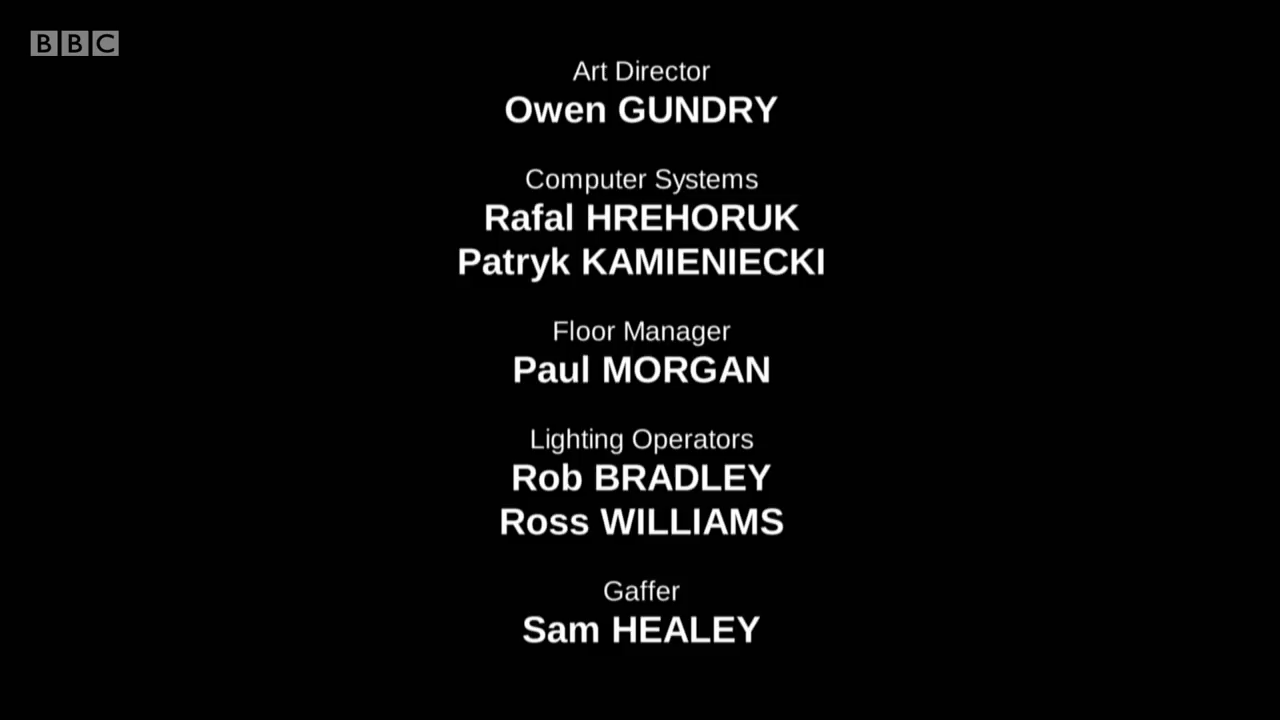 BBC
Art Director
Owen GUNDRY
Computer Systems
Rafal HREHORUK
Patryk KAMIENIECKI
Floor Manager
Paul MORGAN
Lighting Operators
Rob BRADLEY
Ross WILLIAMS
Gaffer
Sam HEALEY